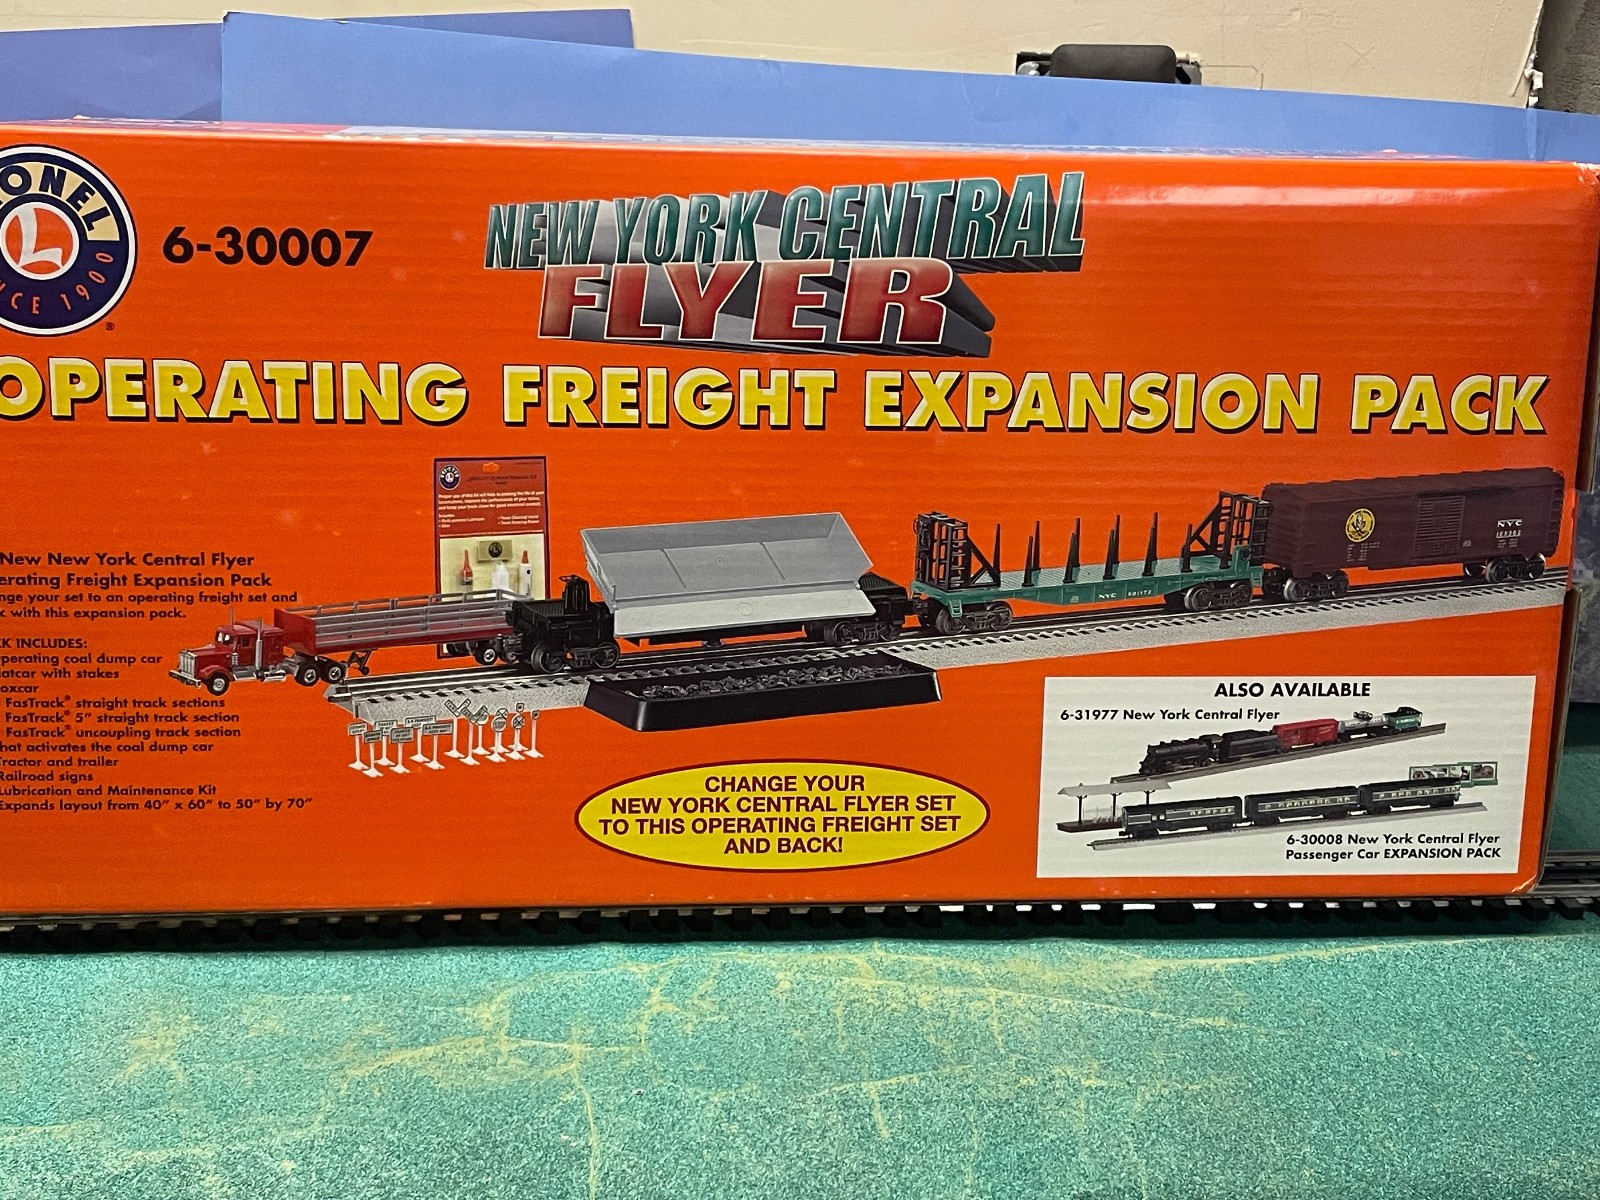 ONEL
NCE 1900
®
6-30007
NEW YORK CENTRAL
FLYER
OPERATING FREIGHT EXPANSION PACK
New New York Central Flyer
erating Freight Expansion Pack
nge your set to an operating freight set and
k with this expansion pack.
CK INCLUDES:
perating coal dump car
latcar with stakes
oxcar
FasTrack® straight track sections
FasTrack® 5" straight track section
FasTrack® uncoupling track section
hat activates the coal dump car
Tractor and trailer
Railroad signs
Lubrication and Maintenance Kit
Expands layout from 40" x 60" to 50" by 70"
NYC 601172
NYC
CHANGE YOUR
NEW YORK CENTRAL FLYER SET
TO THIS OPERATING FREIGHT SET
AND BACK!
ALSO AVAILABLE
6-31977 New York Central Flyer
6-30008 New York Central Flyer
Passenger Car EXPANSION PACK